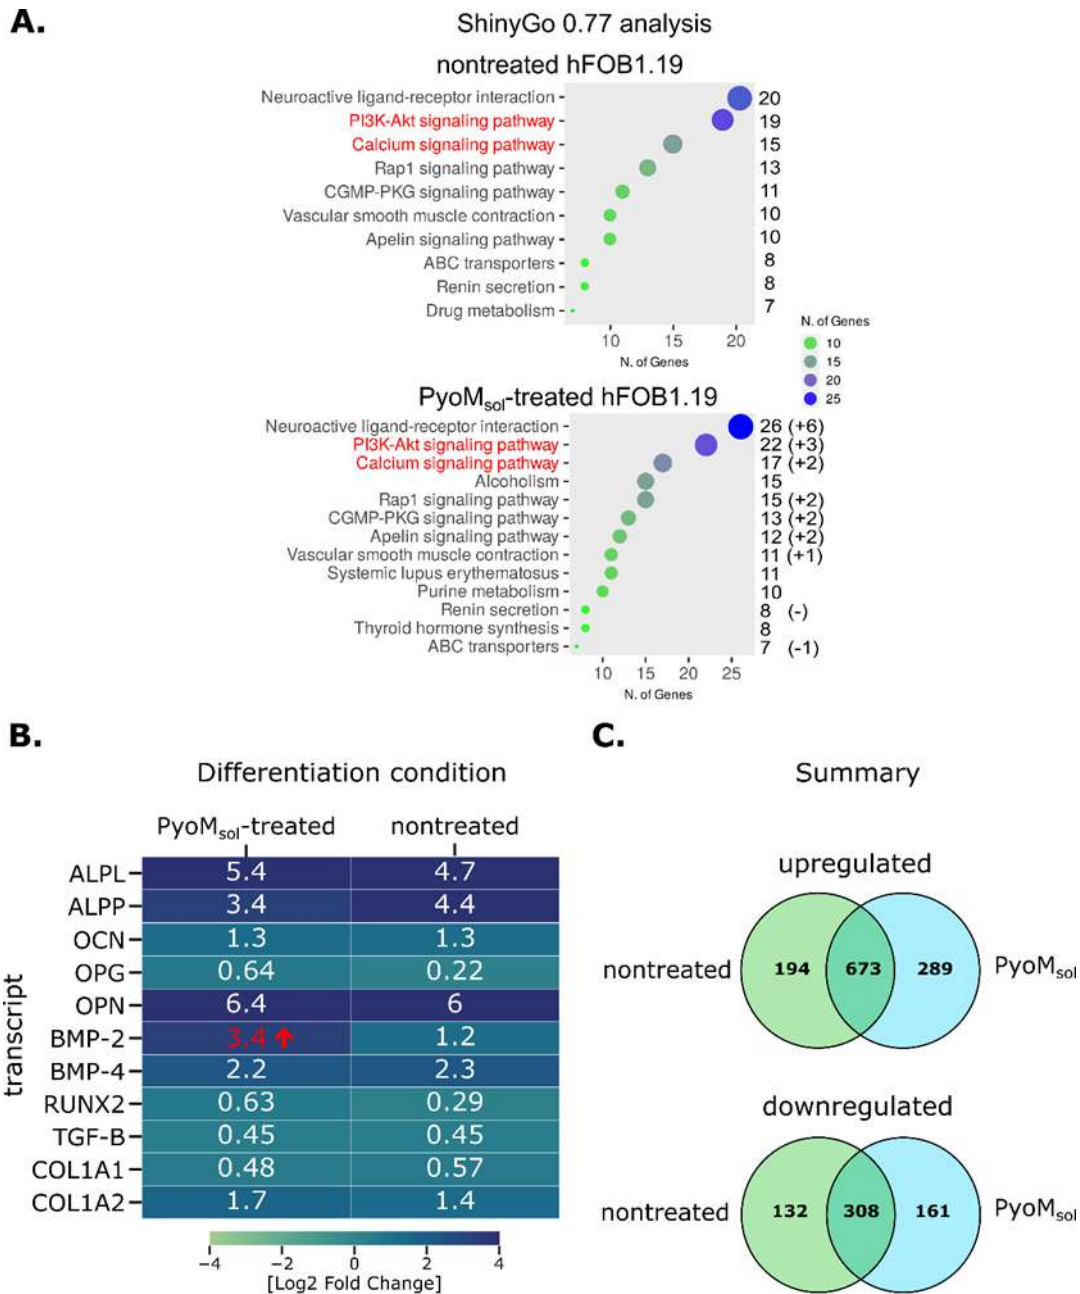 A.
ShinyGo 0.77 analysis
nontreated hFOB1.19
Neuroactive ligand-receptor interaction 20
PI3K-Akt signaling pathway 19
Calcium signaling pathway 15
Rap1 signaling pathway 13
CGMP-PKG signaling pathway 11
Vascular smooth muscle contraction 10
Apelin signaling pathway 10
ABC transporters 8
Renin secretion 8
Drug metabolism 7
10 15 20
N. of Genes
N. of Genes
10
15
20
25
PyoMsol-treated hFOB1.19
Neuroactive ligand-receptor interaction 26 (+6)
PI3K-Akt signaling pathway 22 (+3)
Calcium signaling pathway 17 (+2)
Alcoholism 15
Rap1 signaling pathway 15 (+2)
CGMP-PKG signaling pathway 13 (+2)
Apelin signaling pathway 12 (+2)
Vascular smooth muscle contraction 11 (+1)
Systemic lupus erythematosus 11
Purine metabolism 10
Renin secretion 8 (-)
Thyroid hormone synthesis 8
ABC transporters 7 (-1)
10 15 20 25
N. of Genes
B.
Differentiation condition
PyoMsol-treated nontreated
transcript
ALPL 5.4 4.7
ALPP 3.4 4.4
OCN 1.3 1.3
OPG 0.64 0.22
OPN 6.4 6
BMP-2 3.4 ↑ 1.2
BMP-4 2.2 2.3
RUNX2 0.63 0.29
TGF-B 0.45 0.45
COL1A1 0.48 0.57
COL1A2 1.7 1.4
−4 −2 0 2 4
[Log2 Fold Change]
C.
Summary
upregulated
nontreated 194 673 289 PyoMsol
downregulated
nontreated 132 308 161 PyoMsol